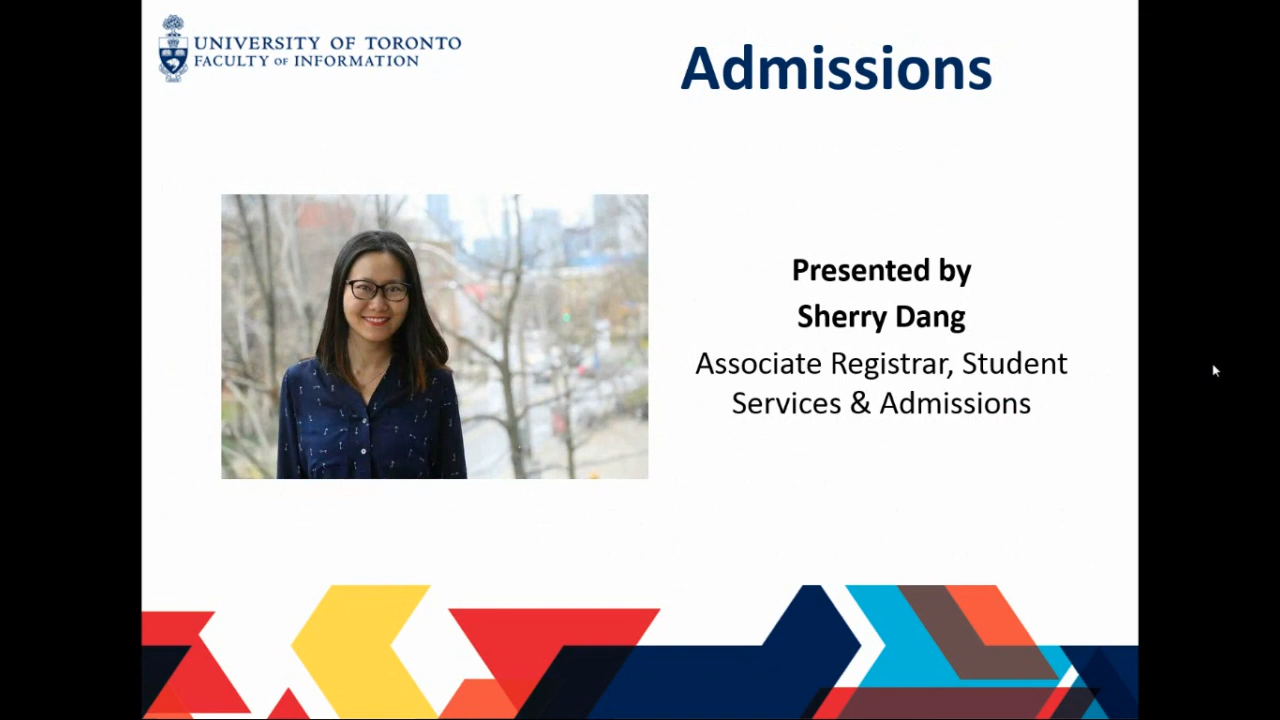 UNIVERSITY OF TORONTO
FACULTY OF INFORMATION
Admissions
Presented by
Sherry Dang
Associate Registrar, Student
Services & Admissions